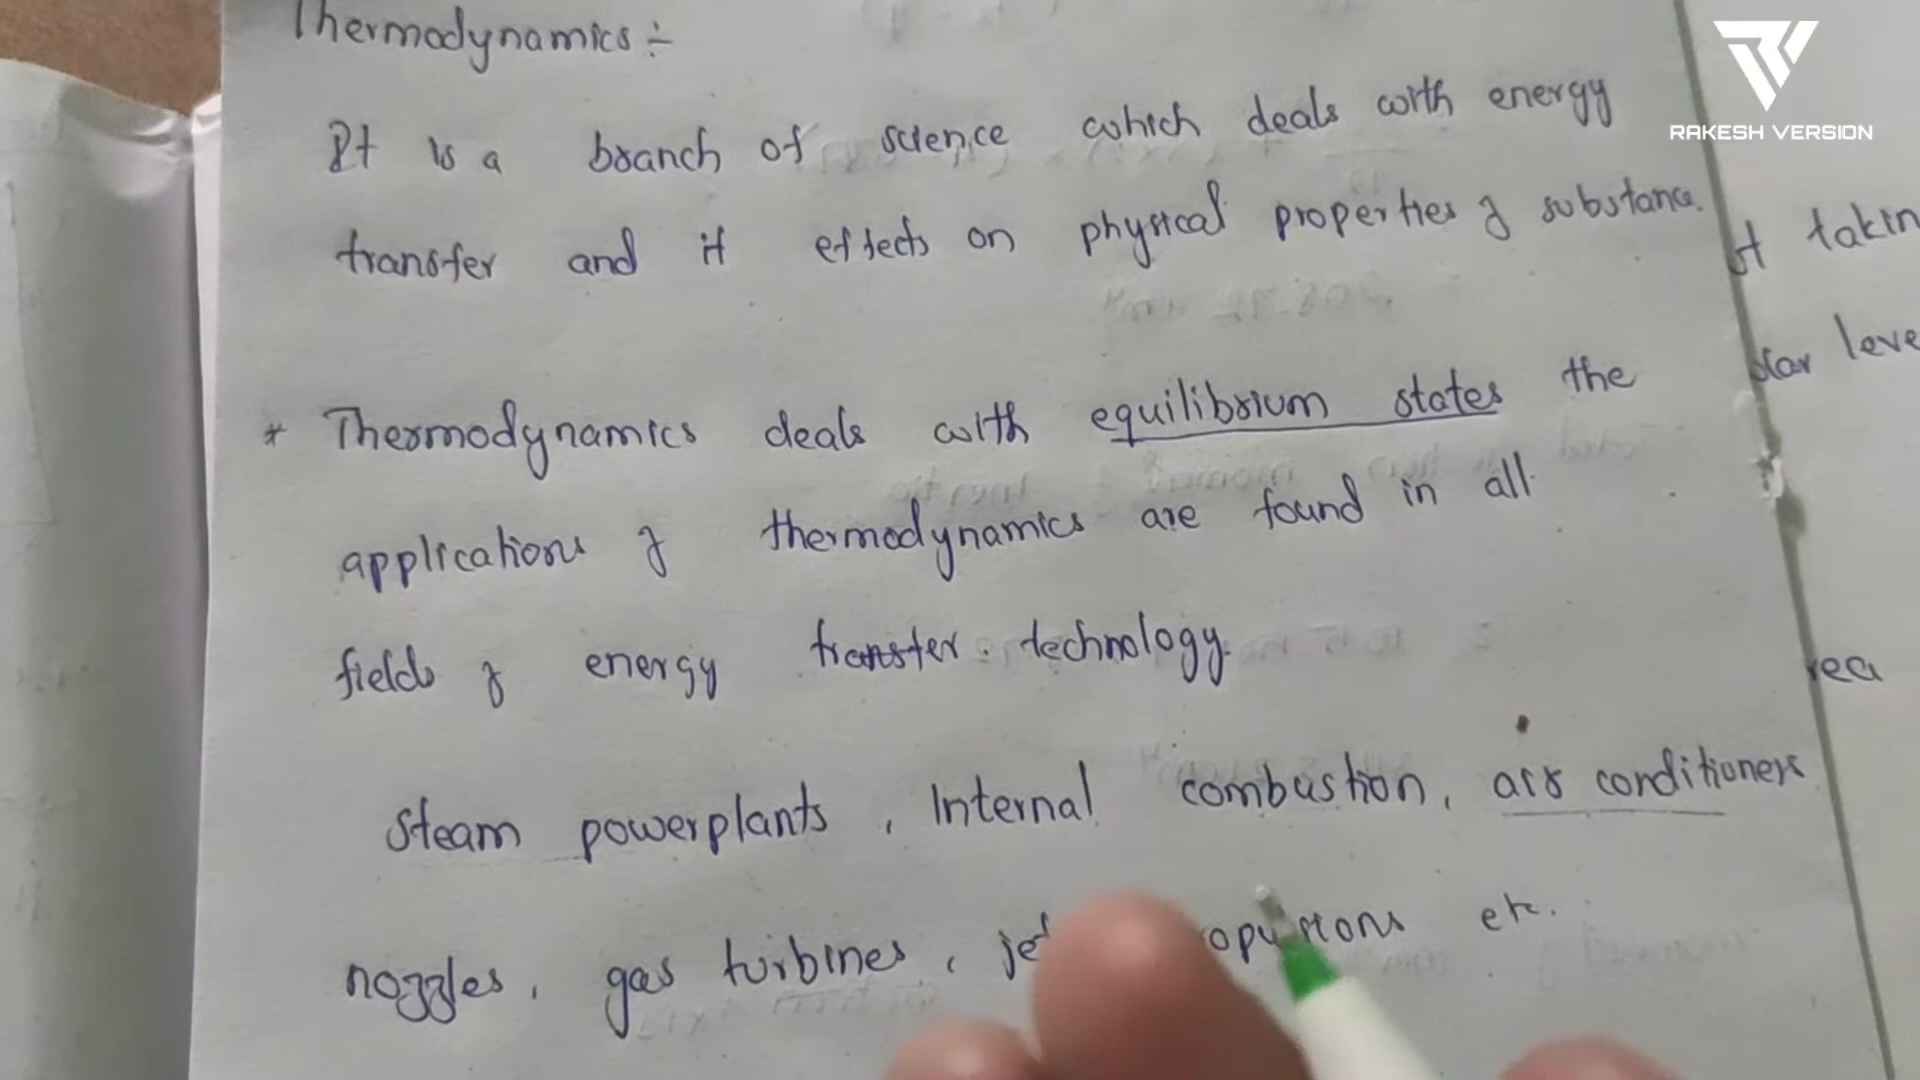 Thermodynamics :-
RAKESH VERSION
It is a branch of science which deals with energy
transfer and it effects on physical properties of substance.
* Thermodynamics deals with equilibrium states the
applications of thermodynamics are found in all
fields of energy transfer technology.
steam powerplants, Internal combustion, air conditioners
nozzles, gas turbines, jet etc.
t takin
lar leve
rea